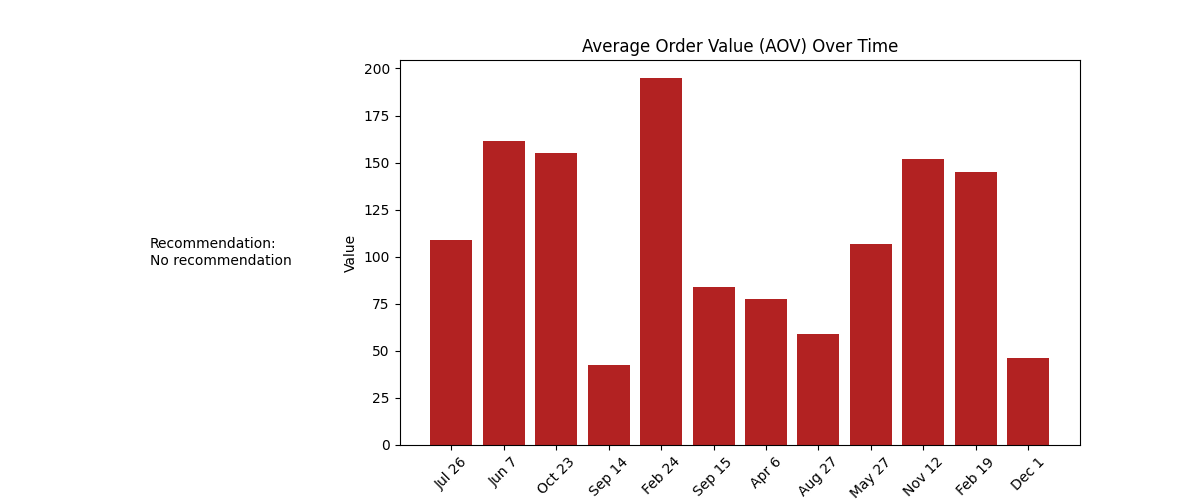 Average Order Value (AOV) Over Time
200
175
150
125
100
75
50
25
0
Value
Recommendation:
No recommendation
Jul 26
Jun 7
Oct 23
Sep 14
Feb 24
Sep 15
Apr 6
Aug 27
May 27
Nov 12
Feb 19
Dec 1